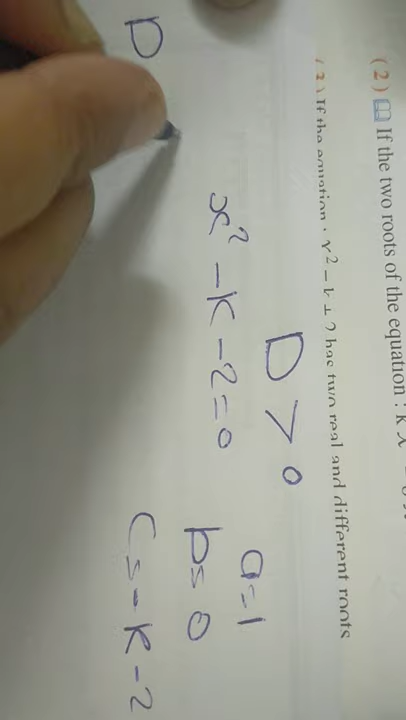 (2) If the two roots of the equation :
(3) If the equation : x² - k + 2 has two real and different roots
D > 0
a = 1
x² - k - 2 = 0
b = 0
D
C = - k - 2